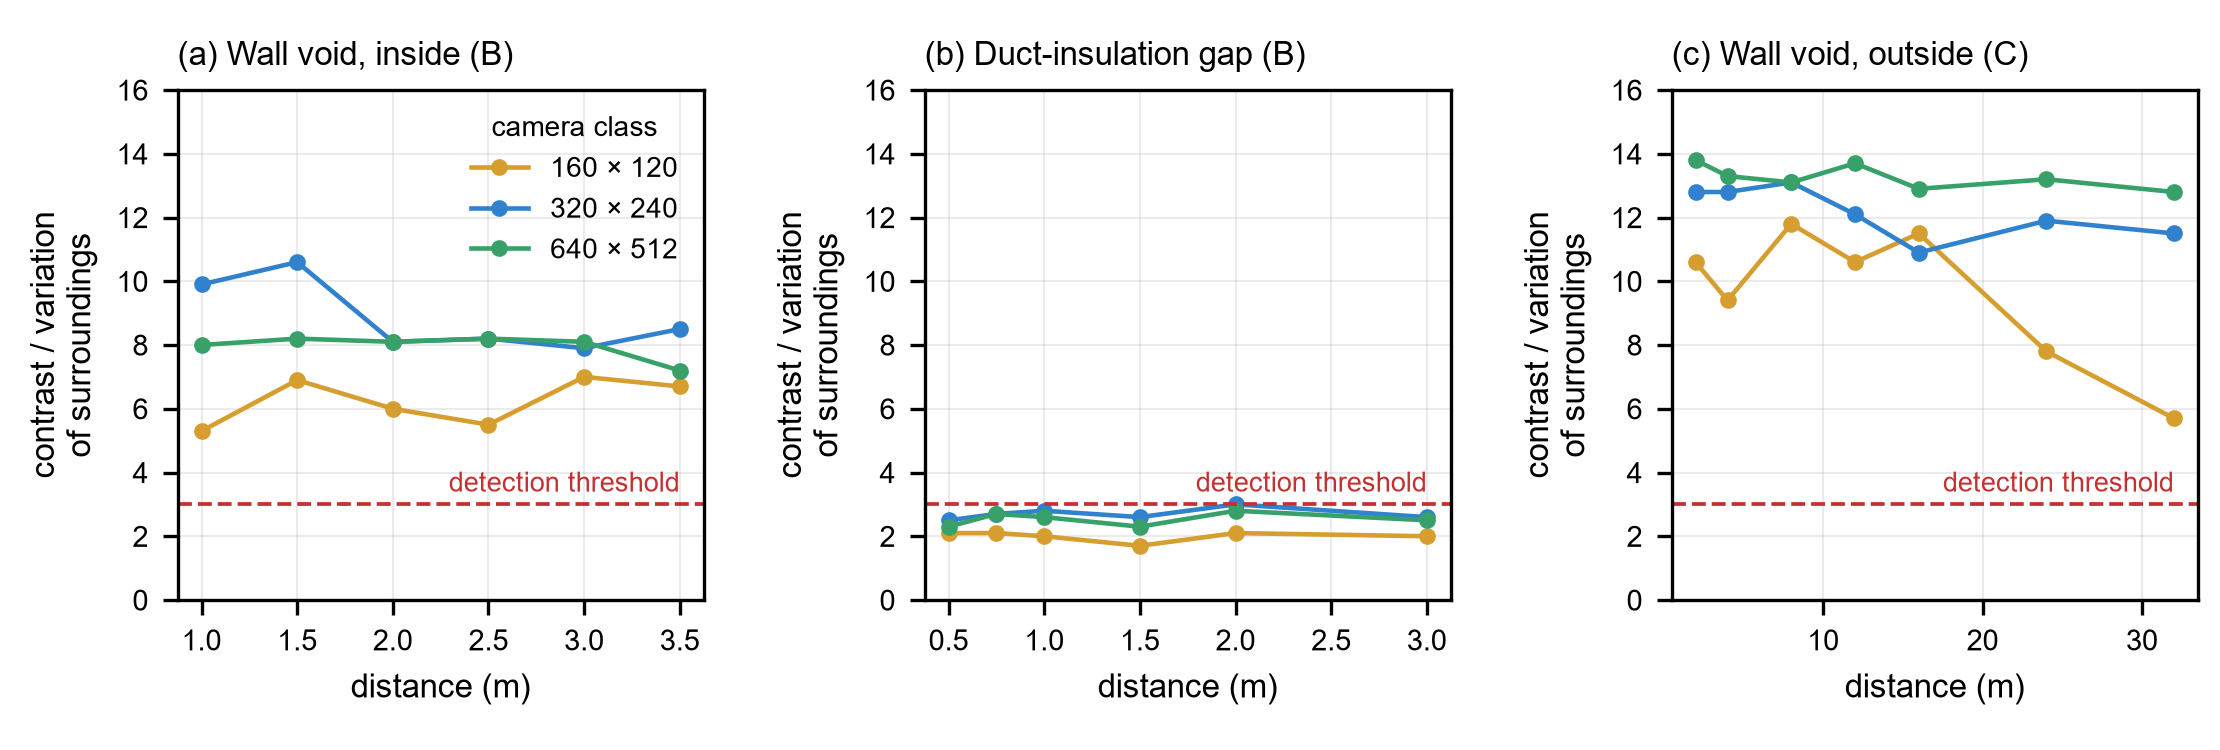 (a) Wall void, inside (B)
16
14
12
10
8
6
4
2
0
contrast / variation
of surroundings
camera class
160 × 120
320 × 240
640 × 512
detection threshold
1.0 1.5 2.0 2.5 3.0 3.5
distance (m)
(b) Duct-insulation gap (B)
16
14
12
10
8
6
4
2
0
contrast / variation
of surroundings
detection threshold
0.5 1.0 1.5 2.0 2.5 3.0
distance (m)
(c) Wall void, outside (C)
16
14
12
10
8
6
4
2
0
contrast / variation
of surroundings
detection threshold
10 20 30
distance (m)